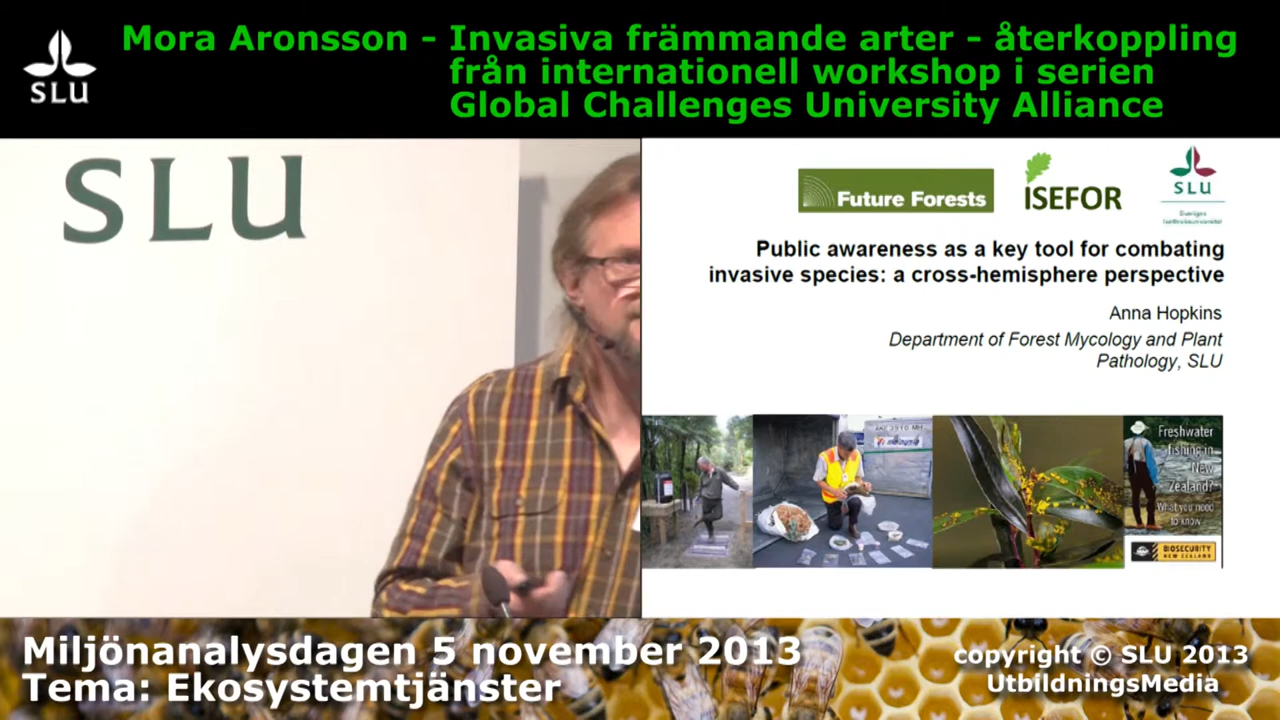 Mora Aronsson - Invasiva främmande arter - återkoppling
från internationell workshop i serien
Global Challenges University Alliance
SLU
SLU
Future Forests
ISEFOR
SLU
Sveriges
lantbruksuniversitet
Public awareness as a key tool for combating
invasive species: a cross-hemisphere perspective
Anna Hopkins
Department of Forest Mycology and Plant
Pathology, SLU
Freshwater
fishing in
New
Zealand?
What you need
to know
BIOSECURITY
NEW ZEALAND
Miljönanalysdagen 5 november 2013
Tema: Ekosystemtjänster
copyright © SLU 2013
UtbildningsMedia